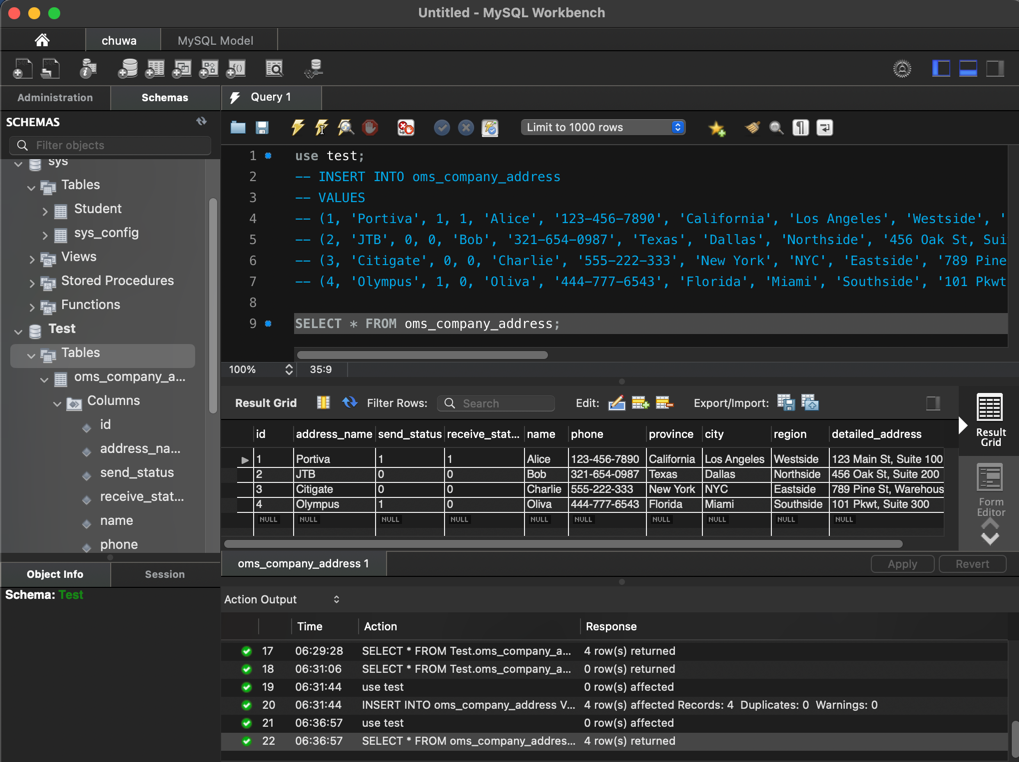 Untitled - MySQL Workbench
chuwa
MySQL Model
Administration
Schemas
Query 1
SCHEMAS
Filter objects
sys
Tables
Student
sys_config
Views
Stored Procedures
Functions
Test
Tables
oms_company_a...
Columns
id
address_na...
send_status
receive_stat...
name
phone
Object Info
Session
Schema: Test
Limit to 1000 rows
1 use test;
2 -- INSERT INTO oms_company_address
3 -- VALUES
4 -- (1, 'Portiva', 1, 1, 'Alice', '123-456-7890', 'California', 'Los Angeles', 'Westside', '
5 -- (2, 'JTB', 0, 0, 'Bob', '321-654-0987', 'Texas', 'Dallas', 'Northside', '456 Oak St, Sui
6 -- (3, 'Citigate', 0, 0, 'Charlie', '555-222-333', 'New York', 'NYC', 'Eastside', '789 Pine
7 -- (4, 'Olympus', 1, 0, 'Oliva', '444-777-6543', 'Florida', 'Miami', 'Southside', '101 Pkwt
8
9 SELECT * FROM oms_company_address;
100%
35:9
Result Grid
Filter Rows:
Search
Edit:
Export/Import:
id address_name send_status receive_stat... name phone province city region detailed_address
1 Portiva 1 1 Alice 123-456-7890 California Los Angeles Westside 123 Main St, Suite 100
2 JTB 0 0 Bob 321-654-0987 Texas Dallas Northside 456 Oak St, Suite 200
3 Citigate 0 0 Charlie 555-222-333 New York NYC Eastside 789 Pine St, Warehous
4 Olympus 1 0 Oliva 444-777-6543 Florida Miami Southside 101 Pkwt, Suite 300
NULL NULL NULL NULL NULL NULL NULL NULL NULL NULL
Result
Grid
Form
Editor
oms_company_address 1
Apply
Revert
Action Output
Time Action Response
17 06:29:28 SELECT * FROM Test.oms_company_a... 4 row(s) returned
18 06:31:06 SELECT * FROM Test.oms_company_a... 0 row(s) returned
19 06:31:44 use test 0 row(s) affected
20 06:31:44 INSERT INTO oms_company_address V... 4 row(s) affected Records: 4 Duplicates: 0 Warnings: 0
21 06:36:57 use test 0 row(s) affected
22 06:36:57 SELECT * FROM oms_company_addres... 4 row(s) returned